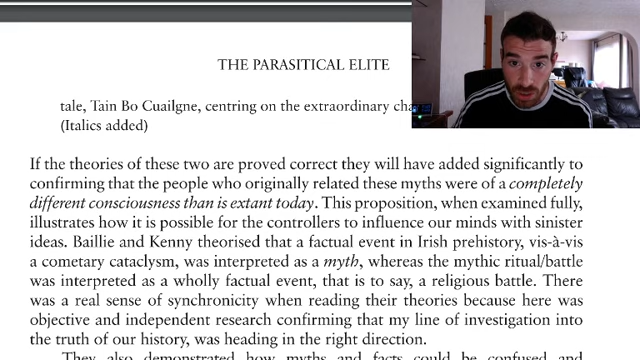 THE PARASITICAL ELITE
tale, Tain Bo Cuailgne, centring on the extraordinary
(Italics added)
If the theories of these two are proved correct they will have added significantly to
confirming that the people who originally related these myths were of a completely
different consciousness than is extant today. This proposition, when examined fully,
illustrates how it is possible for the controllers to influence our minds with sinister
ideas. Baillie and Kenny theorised that a factual event in Irish prehistory, vis-à-vis
a cometary cataclysm, was interpreted as a myth, whereas the mythic ritual/battle
was interpreted as a wholly factual event, that is to say, a religious battle. There
was a real sense of synchronicity when reading their theories because here was
objective and independent research confirming that my line of investigation into
the truth of our history, was heading in the right direction.
They also demonstrated how myths and facts could be confused and